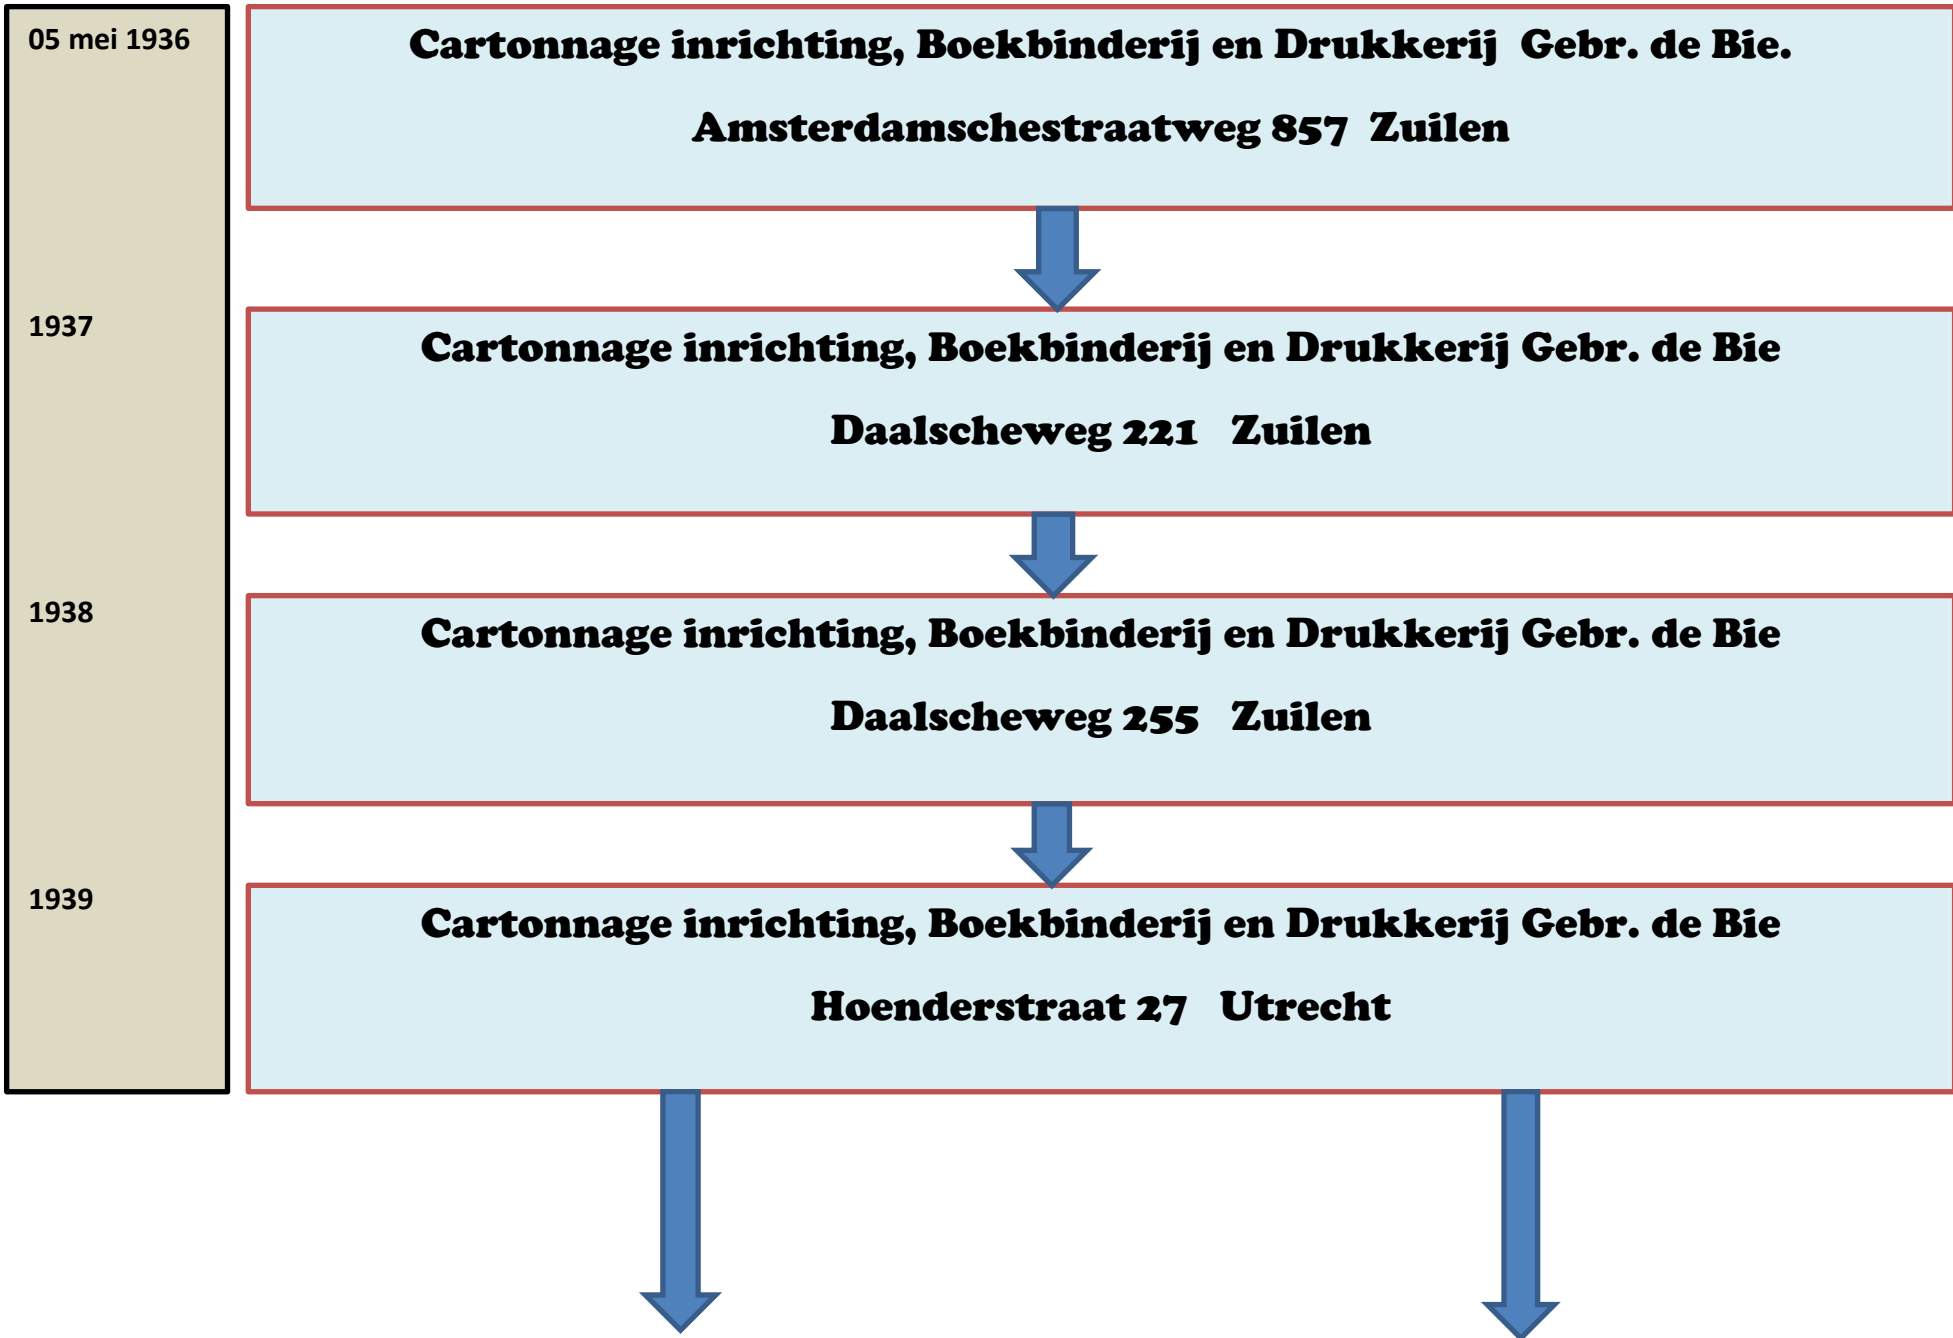 05 mei 1936
Cartonnage inrichting, Boekbinderij en Drukkerij Gebr. de Bie.
Amsterdamschestraatweg 857 Zuilen
1937
Cartonnage inrichting, Boekbinderij en Drukkerij Gebr. de Bie
Daalscheweg 221 Zuilen
1938
Cartonnage inrichting, Boekbinderij en Drukkerij Gebr. de Bie
Daalscheweg 255 Zuilen
1939
Cartonnage inrichting, Boekbinderij en Drukkerij Gebr. de Bie
Hoenderstraat 27 Utrecht